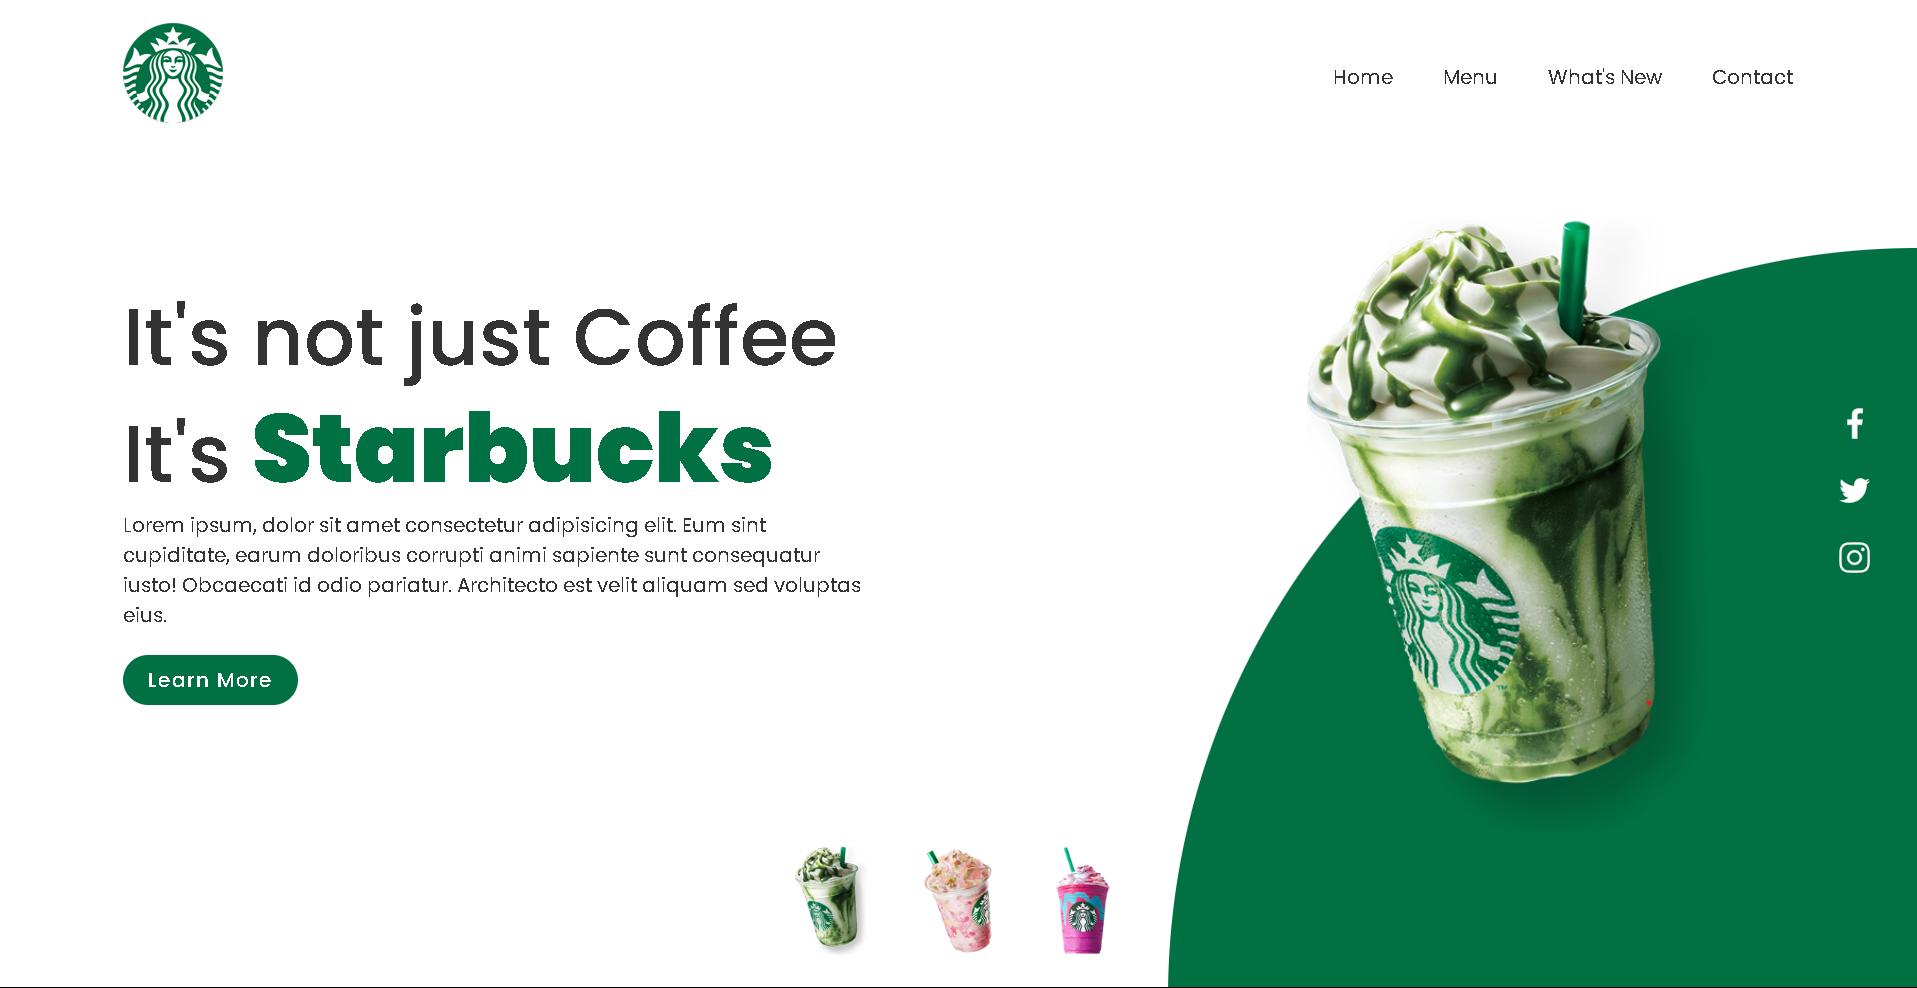 Home Menu What's New Contact
It's not just Coffee
It's Starbucks
Lorem ipsum, dolor sit amet consectetur adipisicing elit. Eum sint
cupiditate, earum doloribus corrupti animi sapiente sunt consequatur
iusto! Obcaecati id odio pariatur. Architecto est velit aliquam sed voluptas
eius.
Learn More
TM